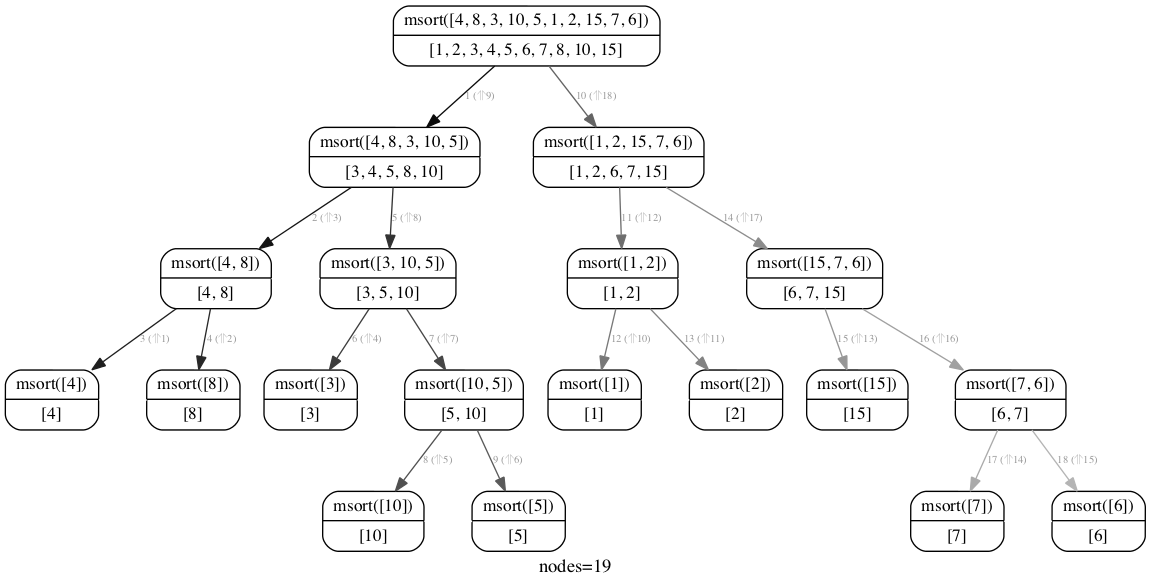 msort([4, 8, 3, 10, 5, 1, 2, 15, 7, 6])
[1, 2, 3, 4, 5, 6, 7, 8, 10, 15]
1 (⇑9)
10 (⇑18)
msort([4, 8, 3, 10, 5])
[3, 4, 5, 8, 10]
msort([1, 2, 15, 7, 6])
[1, 2, 6, 7, 15]
2 (⇑3)
5 (⇑8)
11 (⇑12)
14 (⇑17)
msort([4, 8])
[4, 8]
msort([3, 10, 5])
[3, 5, 10]
msort([1, 2])
[1, 2]
msort([15, 7, 6])
[6, 7, 15]
3 (⇑1)
4 (⇑2)
6 (⇑4)
7 (⇑7)
12 (⇑10)
13 (⇑11)
15 (⇑13)
16 (⇑16)
msort([4])
[4]
msort([8])
[8]
msort([3])
[3]
msort([10, 5])
[5, 10]
msort([1])
[1]
msort([2])
[2]
msort([15])
[15]
msort([7, 6])
[6, 7]
8 (⇑5)
9 (⇑6)
17 (⇑14)
18 (⇑15)
msort([10])
[10]
msort([5])
[5]
msort([7])
[7]
msort([6])
[6]
nodes=19